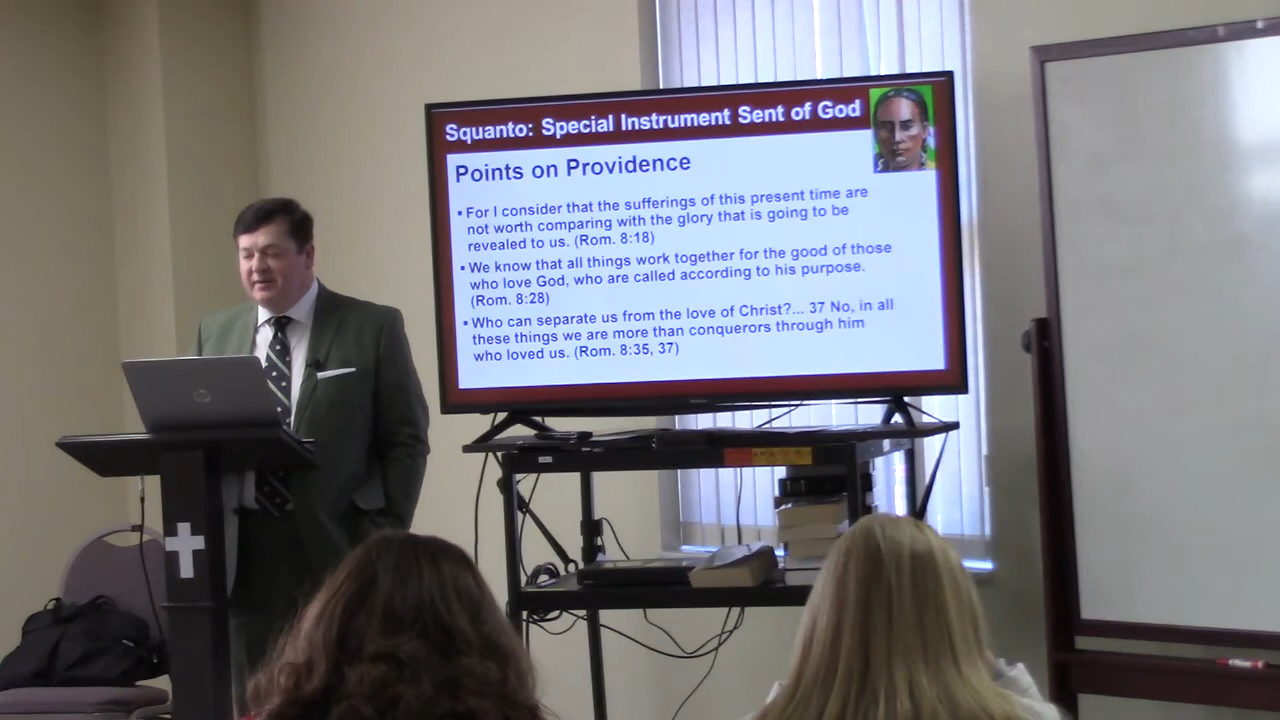 Squanto: Special Instrument Sent of God
Points on Providence
▪ For I consider that the sufferings of this present time are
not worth comparing with the glory that is going to be
revealed to us. (Rom. 8:18)
▪ We know that all things work together for the good of those
who love God, who are called according to his purpose.
(Rom. 8:28)
▪ Who can separate us from the love of Christ?... 37 No, in all
these things we are more than conquerors through him
who loved us. (Rom. 8:35, 37)
hp